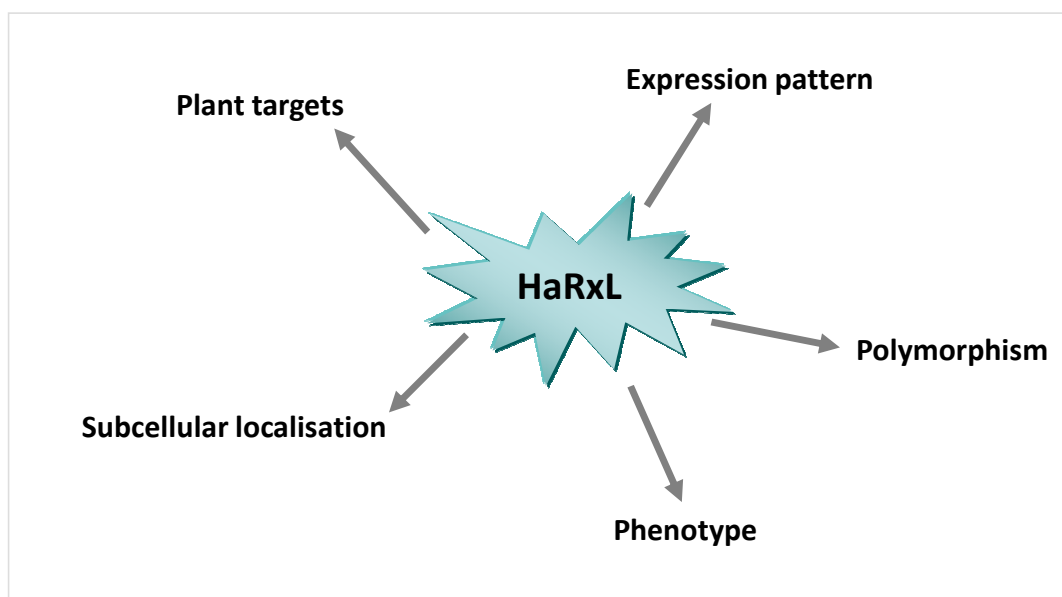 Expression pattern
Plant targets
HaRxL
Polymorphism
Subcellular localisation
Phenotype